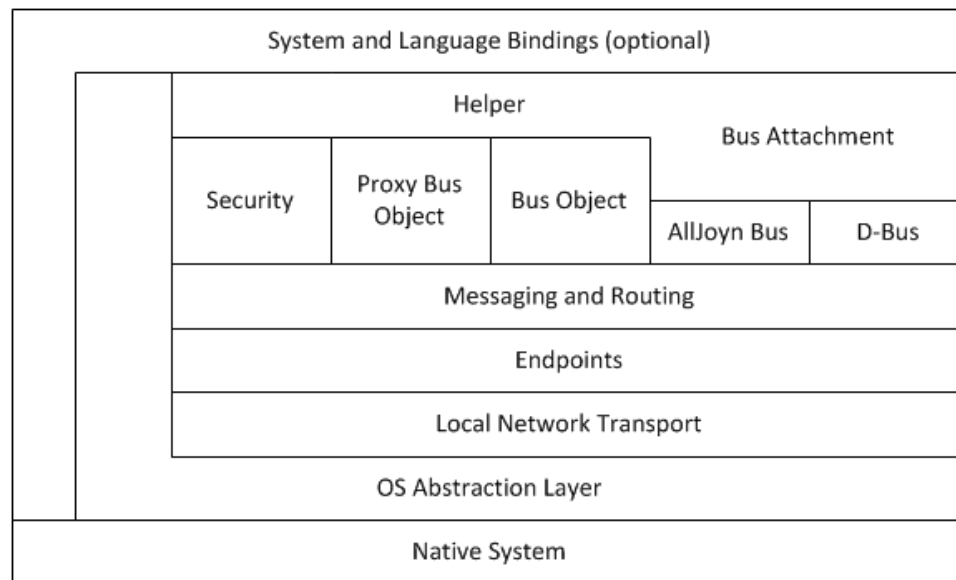 System and Language Bindings (optional)
Helper
Bus Attachment
Security
Proxy Bus
Object
Bus Object
AllJoyn Bus
D-Bus
Messaging and Routing
Endpoints
Local Network Transport
OS Abstraction Layer
Native System